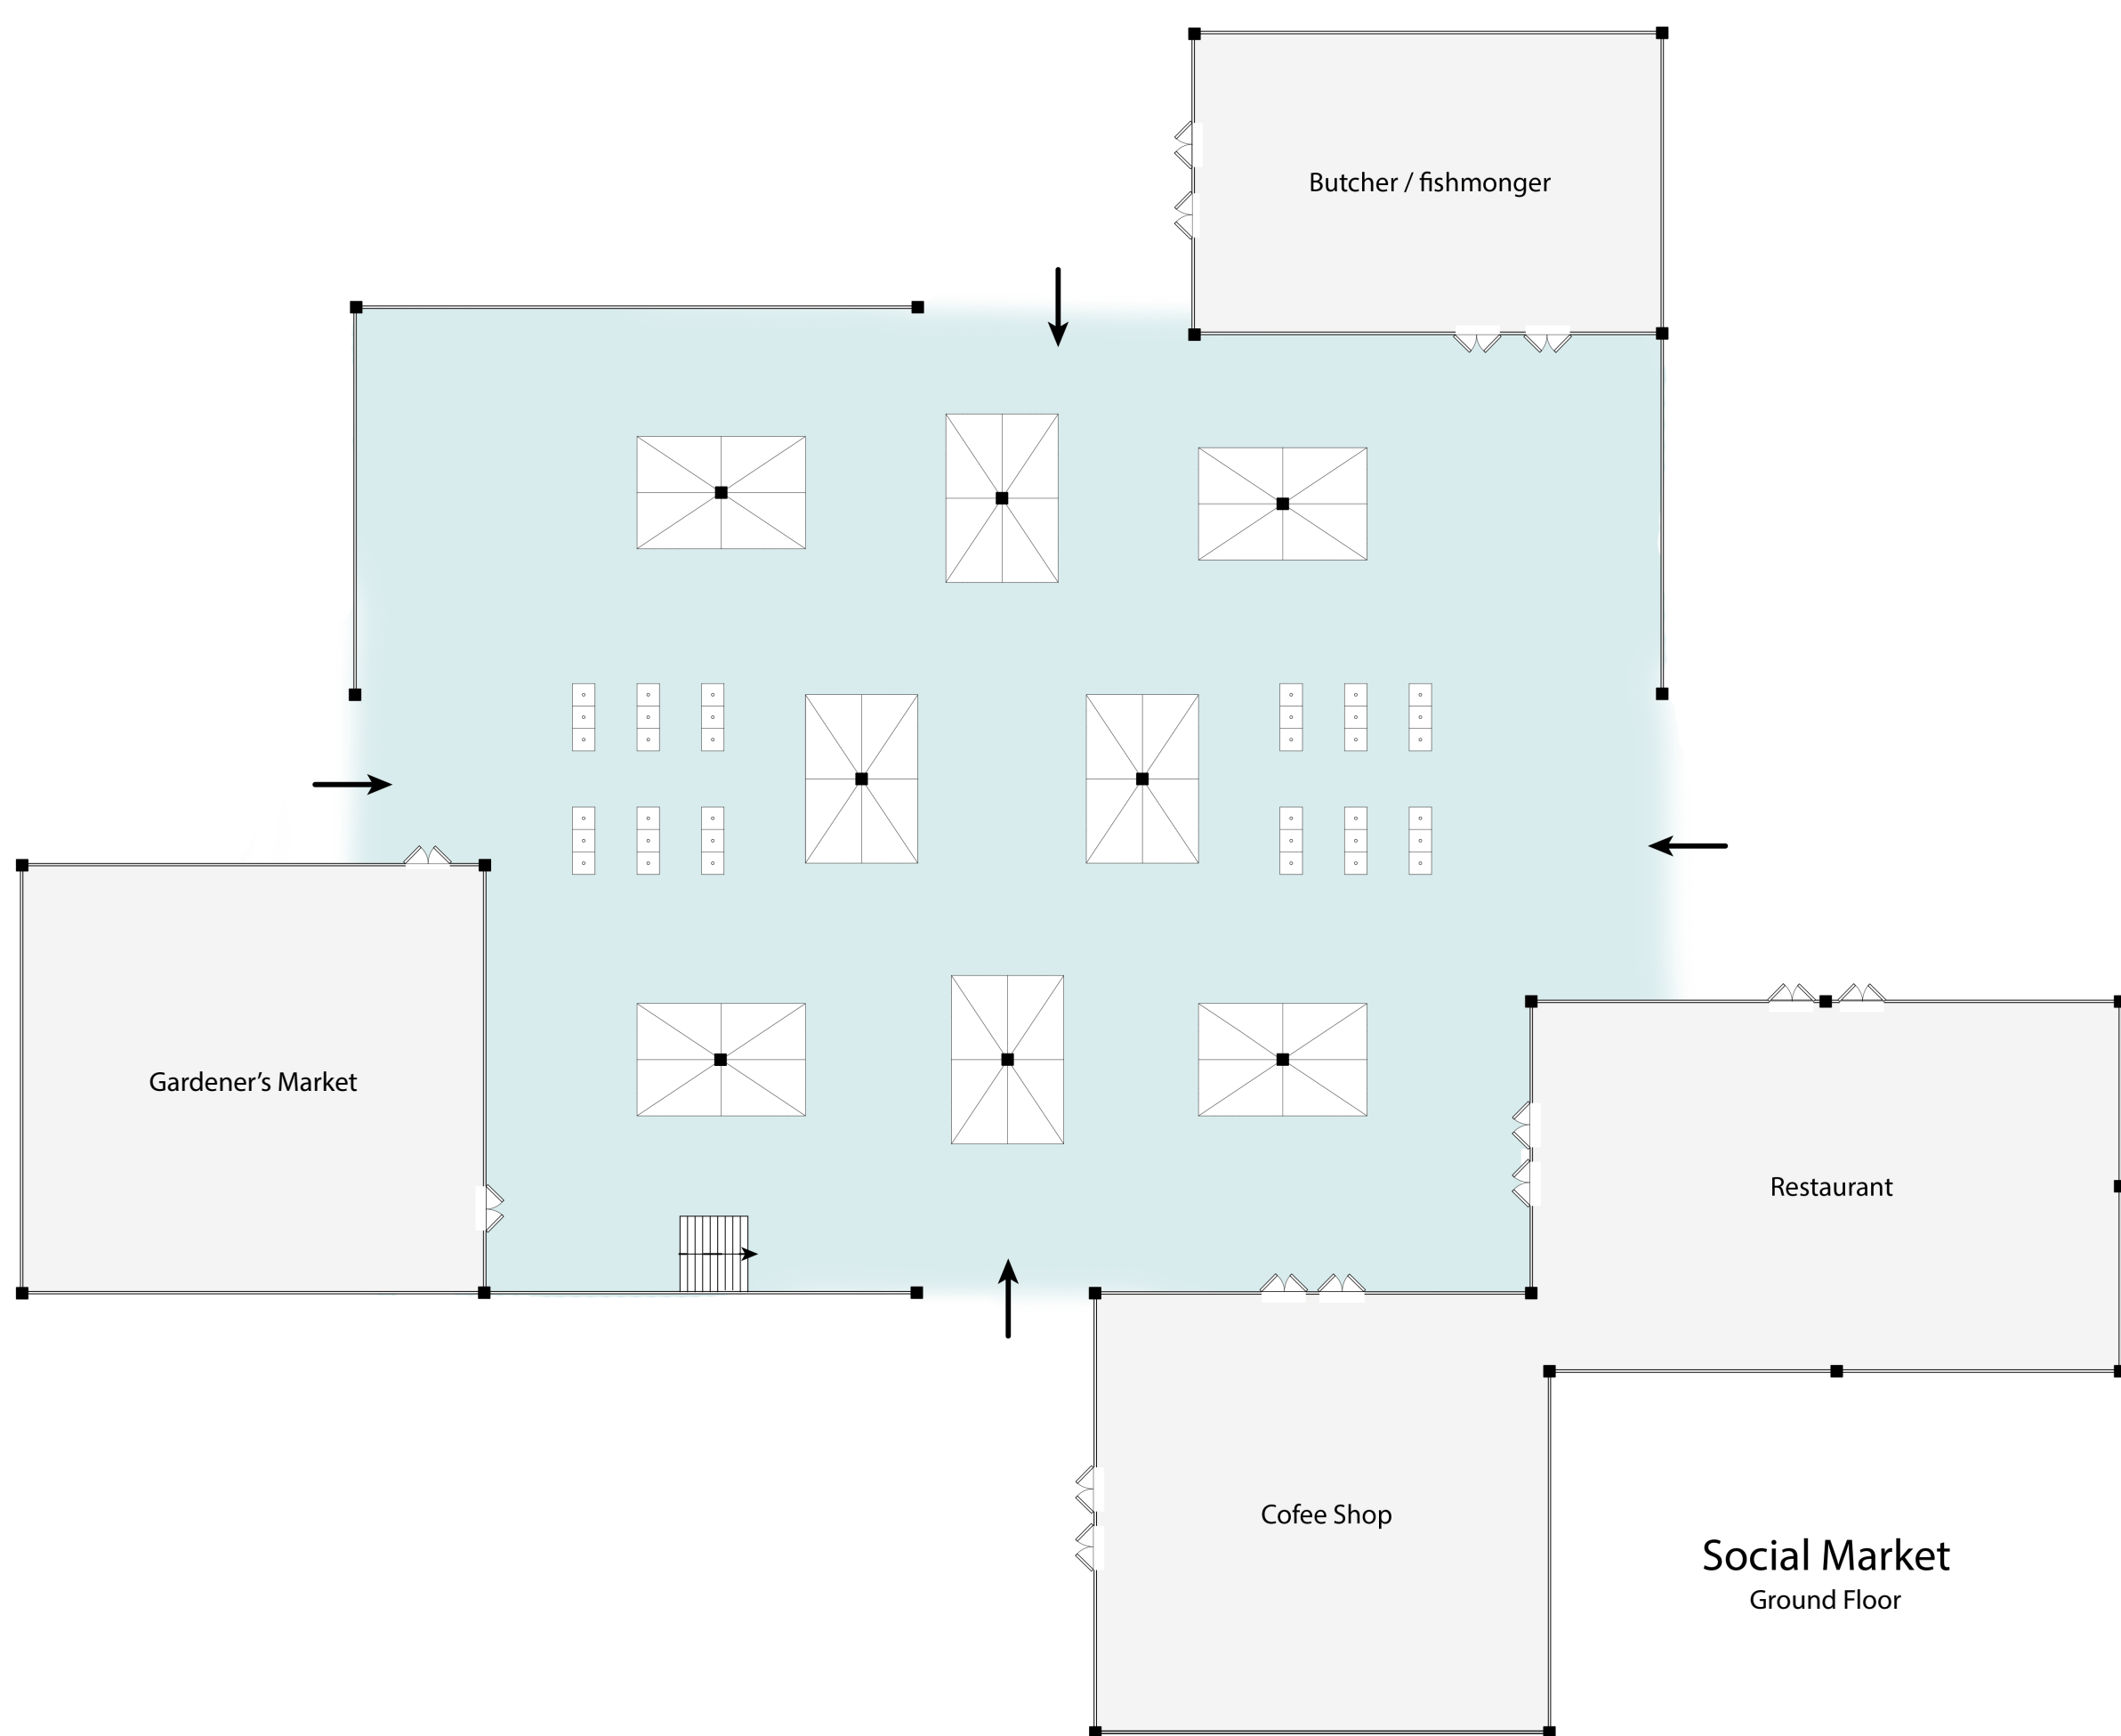 Butcher / fishmonger
Gardener's Market
Restaurant
Cofee Shop
Social Market
Ground Floor